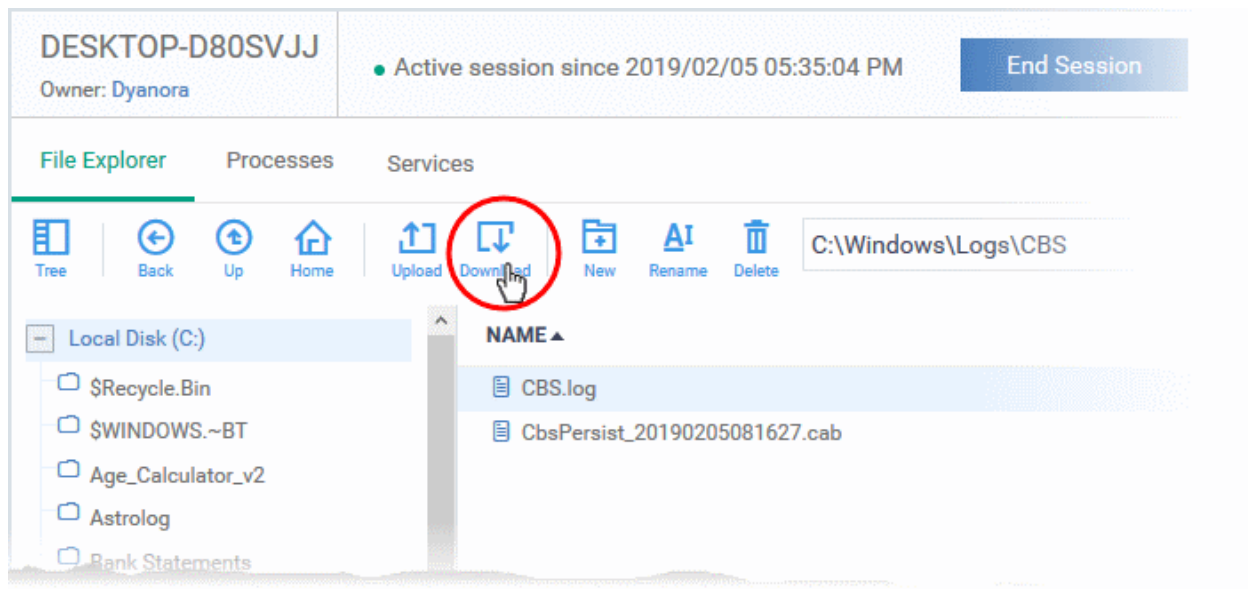 DESKTOP-D80SVJJ
Owner: Dyanora
Active session since 2019/02/05 05:35:04 PM
End Session
File Explorer Processes Services
Tree Back Up Home Upload Download New Rename Delete
C:\Windows\Logs\CBS
Local Disk (C:)
$Recycle.Bin
$WINDOWS.~BT
Age_Calculator_v2
Astrolog
Bank Statements
NAME
CBS.log
CbsPersist_20190205081627.cab